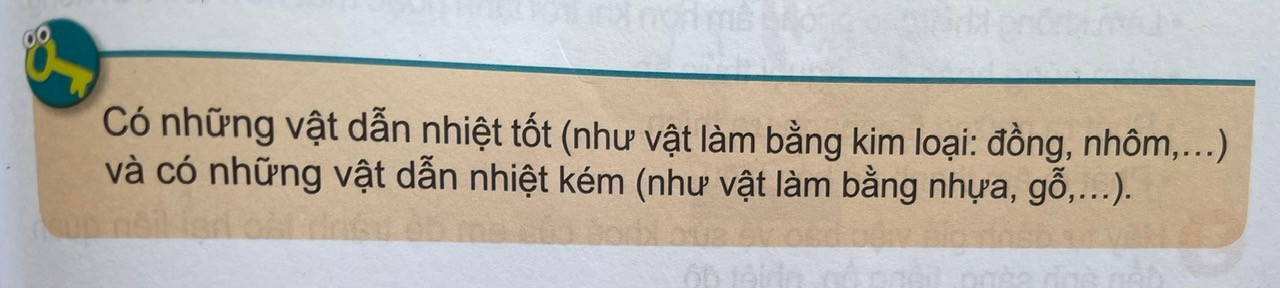 Có những vật dẫn nhiệt tốt (như vật làm bằng kim loại: đồng, nhôm,...)
và có những vật dẫn nhiệt kém (như vật làm bằng nhựa, gỗ,...).